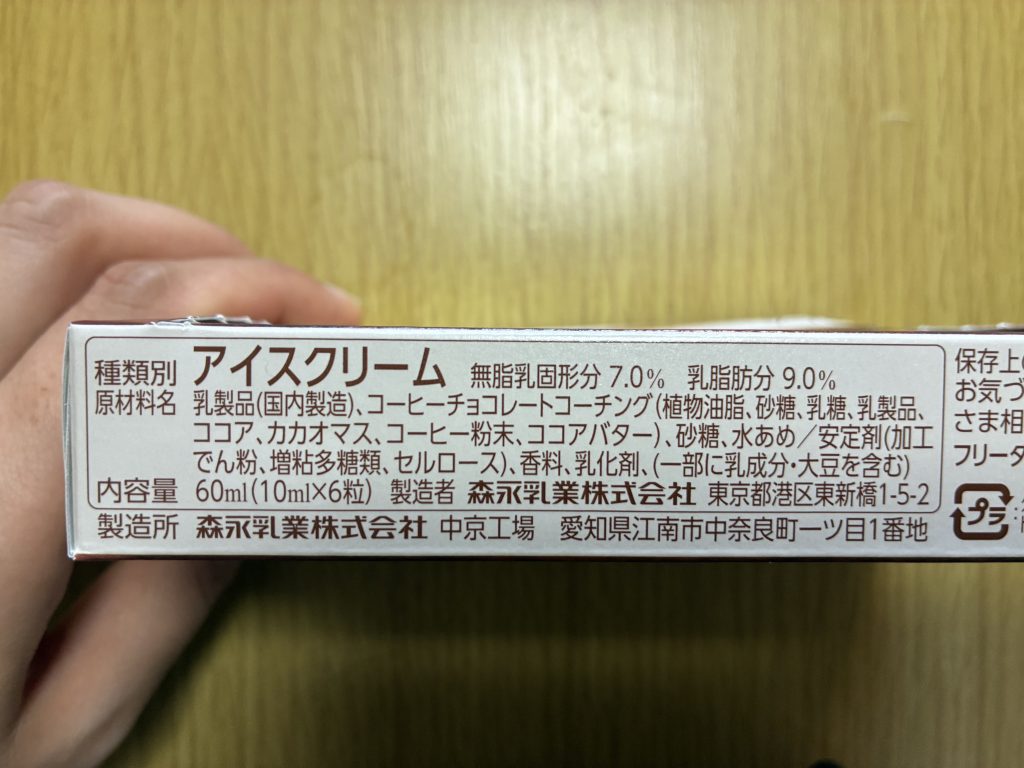 種類別 アイスクリーム 無脂乳固形分 7.0% 乳脂肪分 9.0%
原材料名 乳製品(国内製造)、コーヒーチョコレートコーチング(植物油脂、砂糖、乳糖、乳製品、
ココア、カカオマス、コーヒー粉末、ココアバター)、砂糖、水あめ/安定剤(加工
でん粉、増粘多糖類、セルロース)、香料、乳化剤、(一部に乳成分・大豆を含む)
内容量 60ml(10ml×6粒) 製造者 森永乳業株式会社 東京都港区東新橋1-5-2
製造所 森永乳業株式会社 中京工場 愛知県江南市中奈良町一ツ目1番地
保存上
お気づ
さま相
フリーダ
プラ